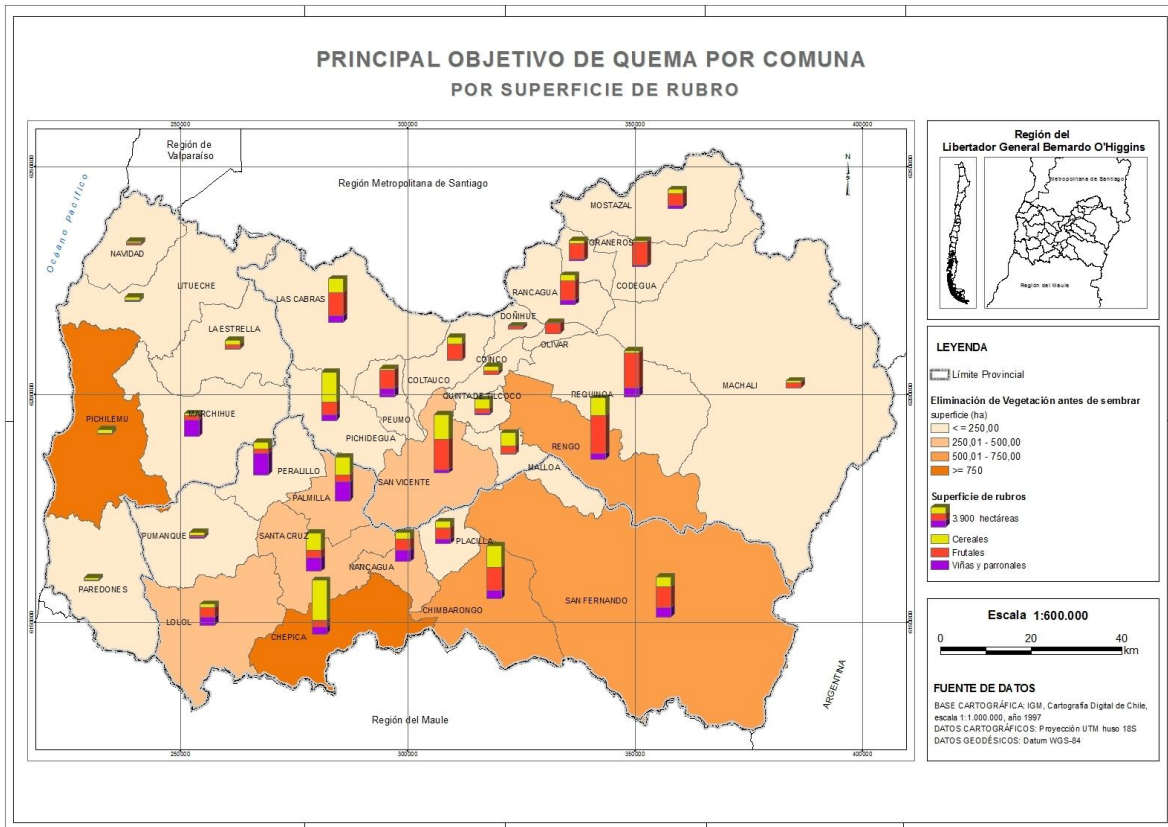 PRINCIPAL OBJETIVO DE QUEMA POR COMUNA
POR SUPERFICIE DE RUBRO
250000
300000
350000
400000
Región de
Valparaíso
Región Metropolitana de Santiago
Océano Pacífico
N
S
6250000
6200000
6150000
MOSTAZAL
GRANEROS
CODEGUA
RANCAGUA
NAVIDAD
LITUECHE
LAS CABRAS
DOÑIHUE
OLIVAR
LA ESTRELLA
COINCO
COLTAUCO
MACHALI
QUINTA DE TILCOCO
REQUINOA
PICHILEMU
MARCHIHUE
PEUMO
PICHIDEGUA
RENGO
PERALILLO
MALLOA
SAN VICENTE
PALMILLA
PUMANQUE
SANTA CRUZ
PLACILLA
NANCAGUA
PAREDONES
LOLOL
CHEPICA
CHIMBARONGO
SAN FERNANDO
Región del Maule
ARGENTINA
250000
300000
350000
400000
Región del
Libertador General Bernardo O'Higgins
Metropolitana de Santiago
Región del Maule
LEYENDA
Límite Provincial
Eliminación de Vegetación antes de sembrar
superficie (ha)
<= 250,00
250,01 - 500,00
500,01 - 750,00
>= 750
Superficie de rubros
3.900 hectáreas
Cereales
Frutales
Viñas y parronales
Escala 1:600.000
0 20 40
km
FUENTE DE DATOS
BASE CARTOGRÁFICA: IGM, Cartografía Digital de Chile,
escala 1:1.000.000, año 1997
DATOS CARTOGRÁFICOS: Proyección UTM huso 18S
DATOS GEODÉSICOS: Datum WGS-84